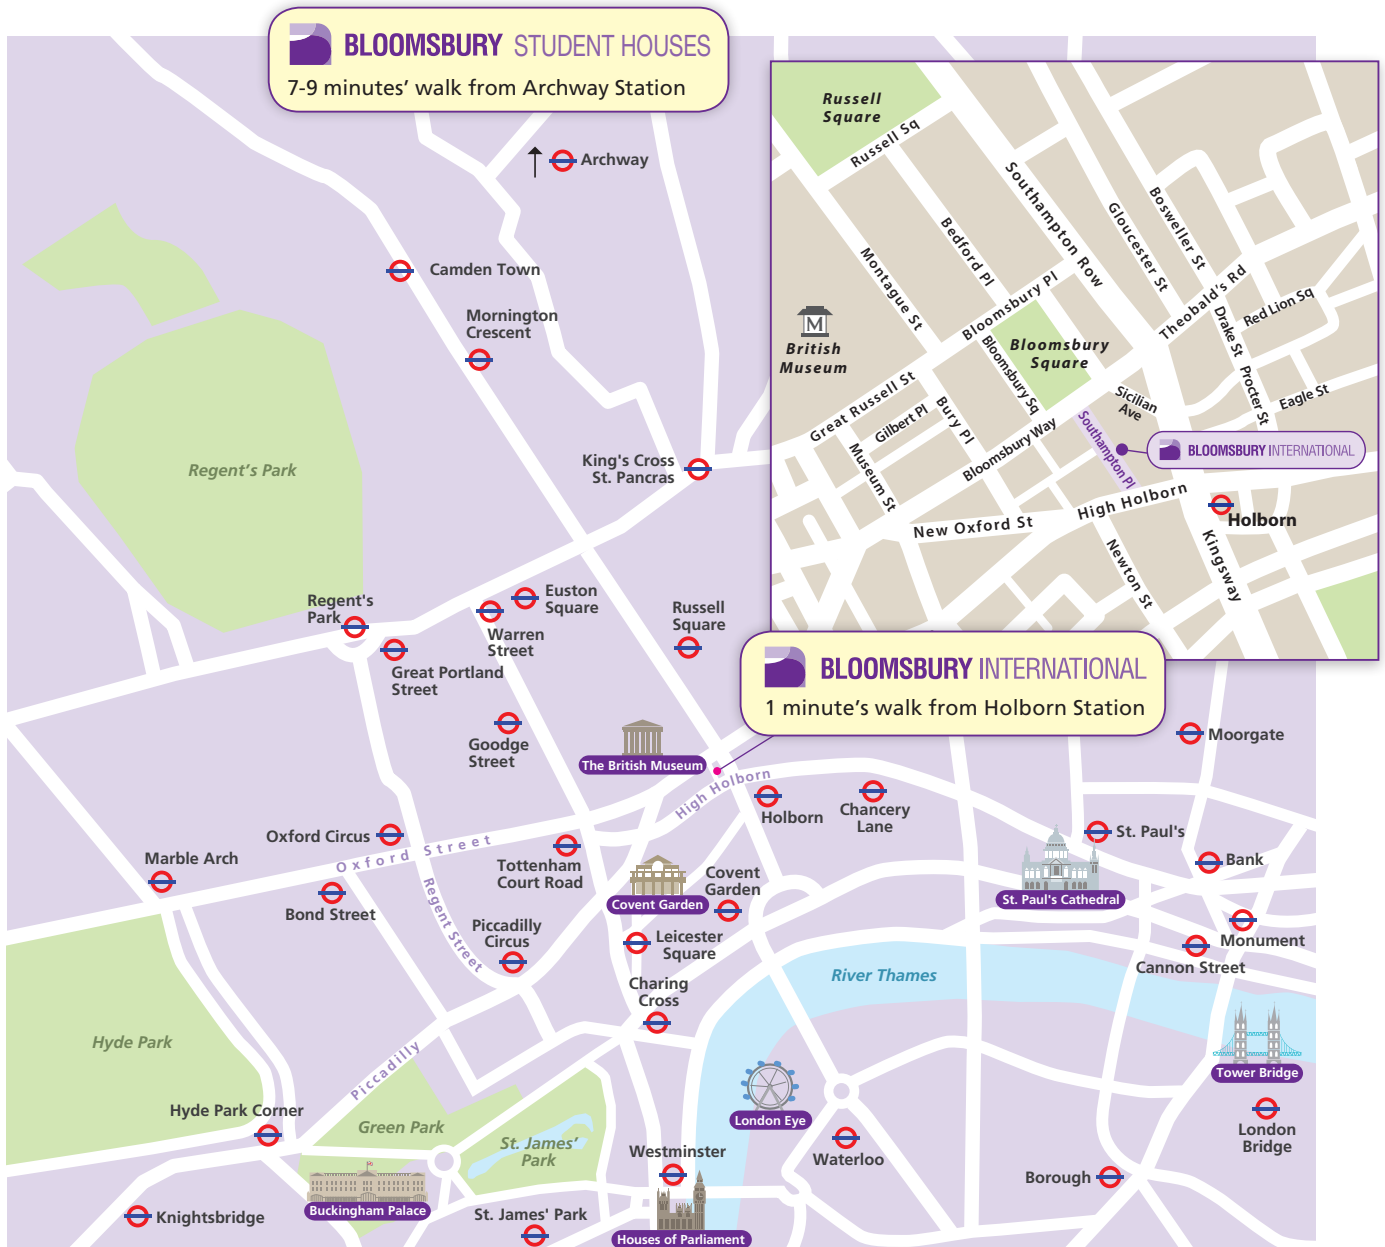 BLOOMSBURY STUDENT HOUSES
7-9 minutes' walk from Archway Station
Archway
Camden Town
Mornington
Crescent
Regent's Park
King's Cross
St. Pancras
Regent's
Park
Great Portland
Street
Euston
Square
Warren
Street
Russell
Square
Goodge
Street
The British Museum
Russell
Square
Russell Sq
Southampton Row
Bedford Pl
Gloucester St
Bosweller St
Montague St
Bloomsbury Pl
Theobald's Rd
Red Lion Sq
Drake St
Procter St
Eagle St
M
British
Museum
Bloomsbury
Square
Bloomsbury Sq
Sicilian
Ave
Great Russell St
Gilbert Pl
Bury Pl
Museum St
Bloomsbury Way
Southampton Pl
BLOOMSBURY INTERNATIONAL
High Holborn
New Oxford St
Holborn
Newton St
Kingsway
BLOOMSBURY INTERNATIONAL
1 minute's walk from Holborn Station
Moorgate
High Holborn
Holborn
Chancery
Lane
St. Paul's
Bank
St. Paul's Cathedral
Monument
Cannon Street
Oxford Circus
Oxford Street
Marble Arch
Bond Street
Regent Street
Tottenham
Court Road
Covent
Garden
Covent Garden
Piccadilly
Circus
Leicester
Square
Charing
Cross
River Thames
Hyde Park
Piccadilly
Hyde Park Corner
Green Park
St. James'
Park
London Eye
Tower Bridge
London
Bridge
Westminster
Waterloo
Borough
Knightsbridge
Buckingham Palace
St. James' Park
Houses of Parliament